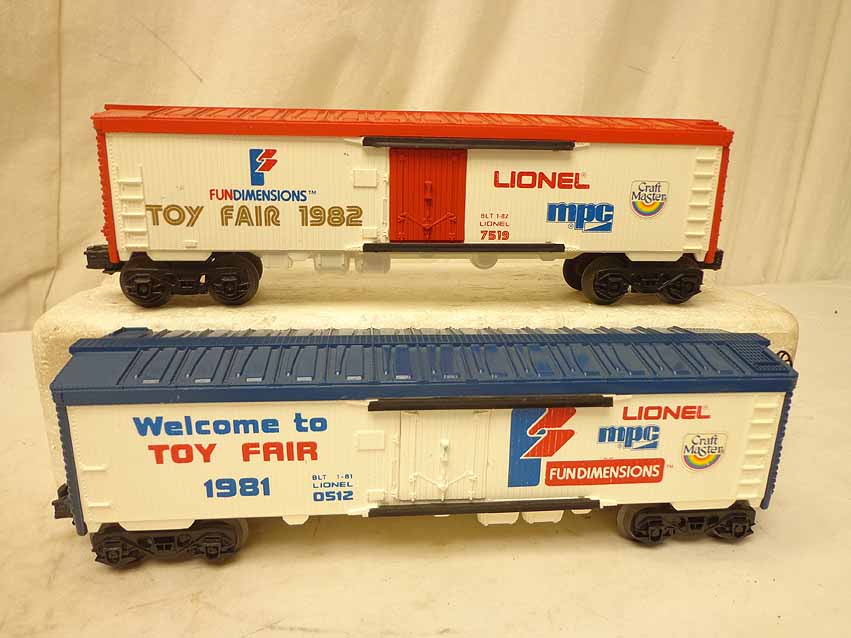 FUNDIMENSIONS™
TOY FAIR 1982
LIONEL®
mpc
Craft Master
BLT 1-82
LIONEL
7519
Welcome to
TOY FAIR
1981
BLT 1-81
LIONEL
0512
LIONEL®
mpc
Craft Master
FUNDIMENSIONS™